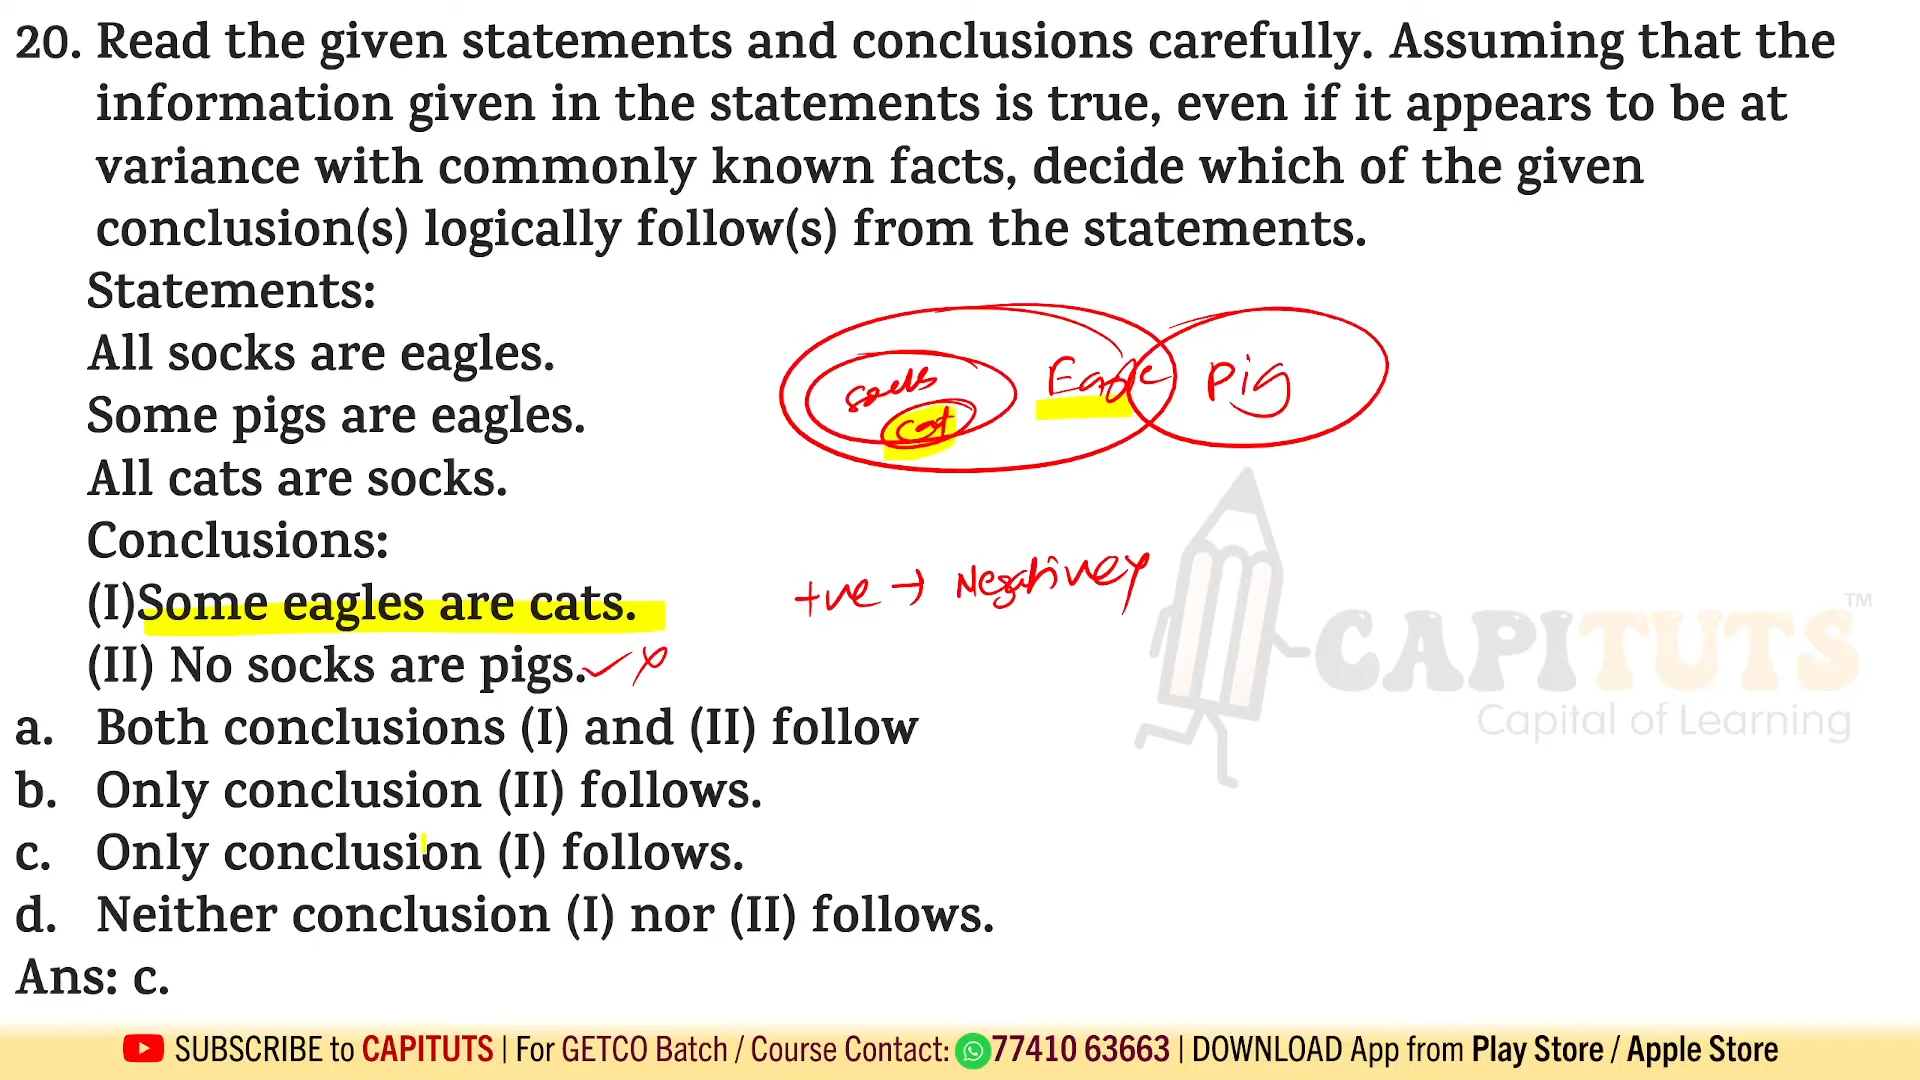 20. Read the given statements and conclusions carefully. Assuming that the
information given in the statements is true, even if it appears to be at
variance with commonly known facts, decide which of the given
conclusion(s) logically follow(s) from the statements.
Statements:
All socks are eagles.
Some pigs are eagles.
All cats are socks.
Conclusions:
(I)Some eagles are cats.
(II) No socks are pigs.
a. Both conclusions (I) and (II) follow
b. Only conclusion (II) follows.
c. Only conclusion (I) follows.
d. Neither conclusion (I) nor (II) follows.
Ans: c.
Eagle
Pig
cat
+ve → Negative
CAPITUTS™
Capital of Learning
SUBSCRIBE to CAPITUTS | For GETCO Batch / Course Contact: 77410 63663 | DOWNLOAD App from Play Store / Apple Store